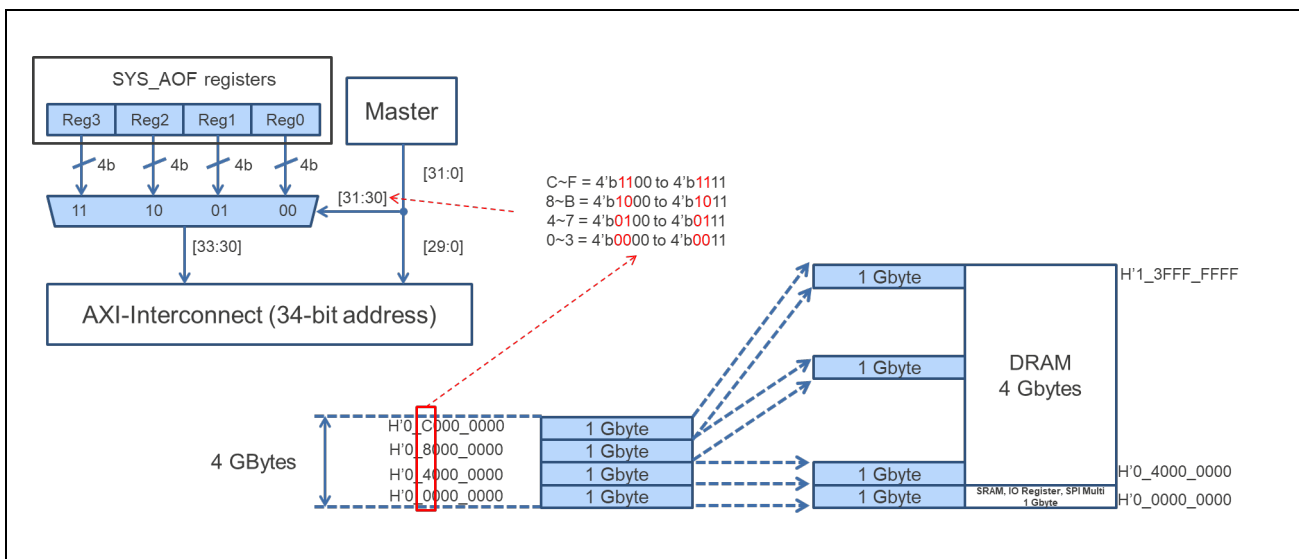 SYS_AOF registers
Reg3 Reg2 Reg1 Reg0
Master
4b 4b 4b 4b
[31:0]
[31:30]
11 10 01 00
[33:30]
[29:0]
AXI-Interconnect (34-bit address)
C~F = 4'b1100 to 4'b1111
8~B = 4'b1000 to 4'b1011
4~7 = 4'b0100 to 4'b0111
0~3 = 4'b0000 to 4'b0011
4 GBytes
H'0_C000_0000
H'0_8000_0000
H'0_4000_0000
H'0_0000_0000
1 Gbyte
1 Gbyte
1 Gbyte
1 Gbyte
1 Gbyte
1 Gbyte
1 Gbyte
1 Gbyte
DRAM
4 Gbytes
SRAM, IO Register, SPI Multi
1 Gbyte
H'1_3FFF_FFFF
H'0_4000_0000
H'0_0000_0000